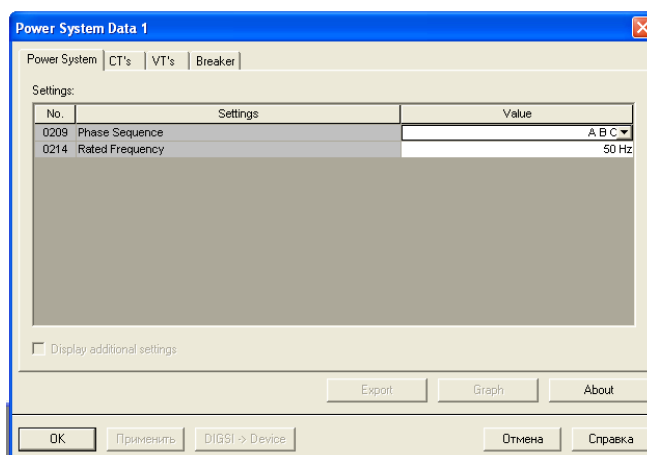 Power System Data 1
Power System CT's VT's Breaker
Settings:
No. Settings Value
0209 Phase Sequence A B C
0214 Rated Frequency 50 Hz
Display additional settings
Export Graph About
OK Применить DIGSI -> Device Отмена Справка